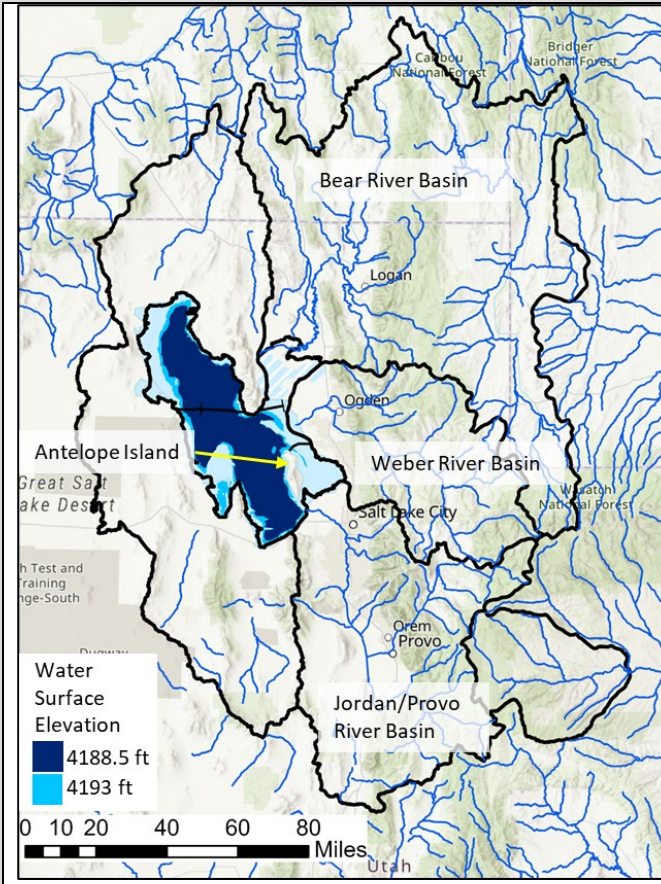 Caribou
National Forest
Bridger
National Forest
Bear River Basin
Logan
Ogden
Antelope Island
Weber River Basin
Great Salt
ake Desert
Wasatch
National Forest
Salt Lake City
h Test and
Training
nge-South
Orem
Provo
Dugway
Water
Surface
Elevation
4188.5 ft
4193 ft
Jordan/Provo
River Basin
0 10 20 40 60 80
Miles
Utah